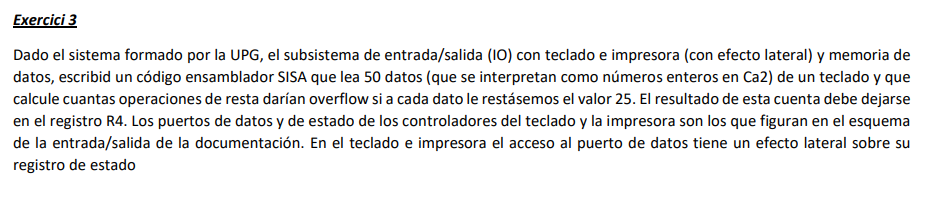 Exercici 3
Dado el sistema formado por la UPG, el subsistema de entrada/salida (IO) con teclado e impresora (con efecto lateral) y memoria de
datos, escribid un código ensamblador SISA que lea 50 datos (que se interpretan como números enteros en Ca2) de un teclado y que
calcule cuantas operaciones de resta darían overflow si a cada dato le restásemos el valor 25. El resultado de esta cuenta debe dejarse
en el registro R4. Los puertos de datos y de estado de los controladores del teclado y la impresora son los que figuran en el esquema
de la entrada/salida de la documentación. En el teclado e impresora el acceso al puerto de datos tiene un efecto lateral sobre su
registro de estado